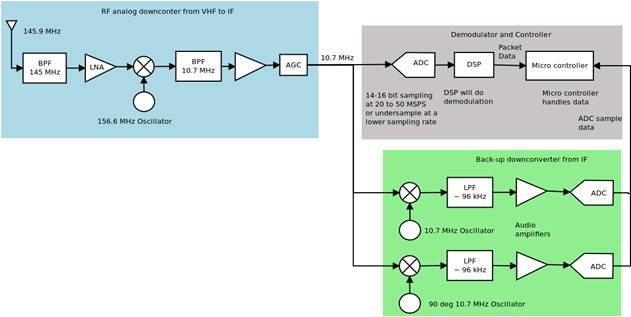 RF analog downconter from VHF to IF
145.9 MHz
BPF
145 MHz
LNA
BPF
10.7 MHz
AGC
156.6 MHz Oscillator
10.7 MHz
Demodulator and Controller
ADC
DSP
Packet
Data
Micro controller
14-16 bit sampling
at 20 to 50 MSPS
or undersample at a
lower sampling rate
DSP will do
demodulation
Micro controller
handles data
ADC sample
data
Back-up downconverter from IF
LPF
~ 96 kHz
ADC
10.7 MHz Oscillator
Audio
amplifiers
LPF
~ 96 kHz
ADC
90 deg 10.7 MHz Oscillator